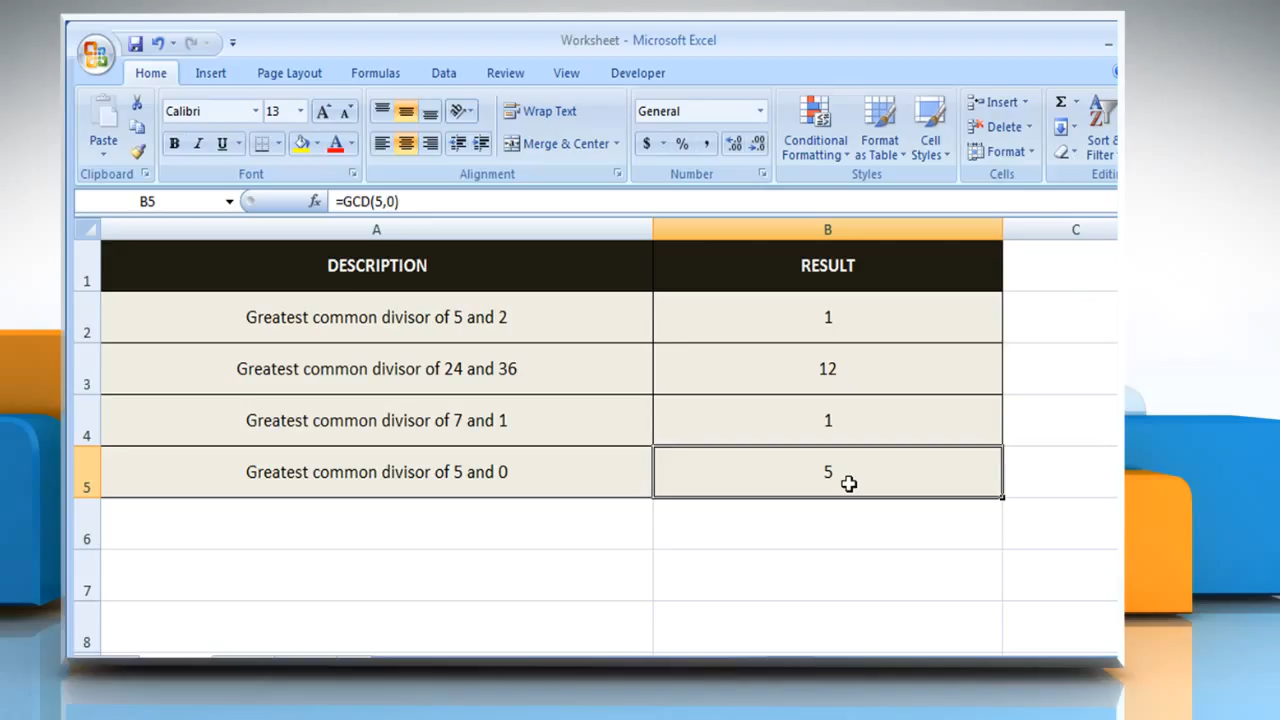 Worksheet - Microsoft Excel
Home Insert Page Layout Formulas Data Review View Developer
Calibri 13 A A Wrap Text General Insert Σ
Paste B I U A Merge & Center $ % , .00 .00 Conditional Formatting Format as Table Cell Styles Delete Format Sort & Filter
Clipboard Font Alignment Number Styles Cells
B5 fx =GCD(5,0)
A B C
1 DESCRIPTION RESULT
2 Greatest common divisor of 5 and 2 1
3 Greatest common divisor of 24 and 36 12
4 Greatest common divisor of 7 and 1 1
5 Greatest common divisor of 5 and 0 5
6
7
8